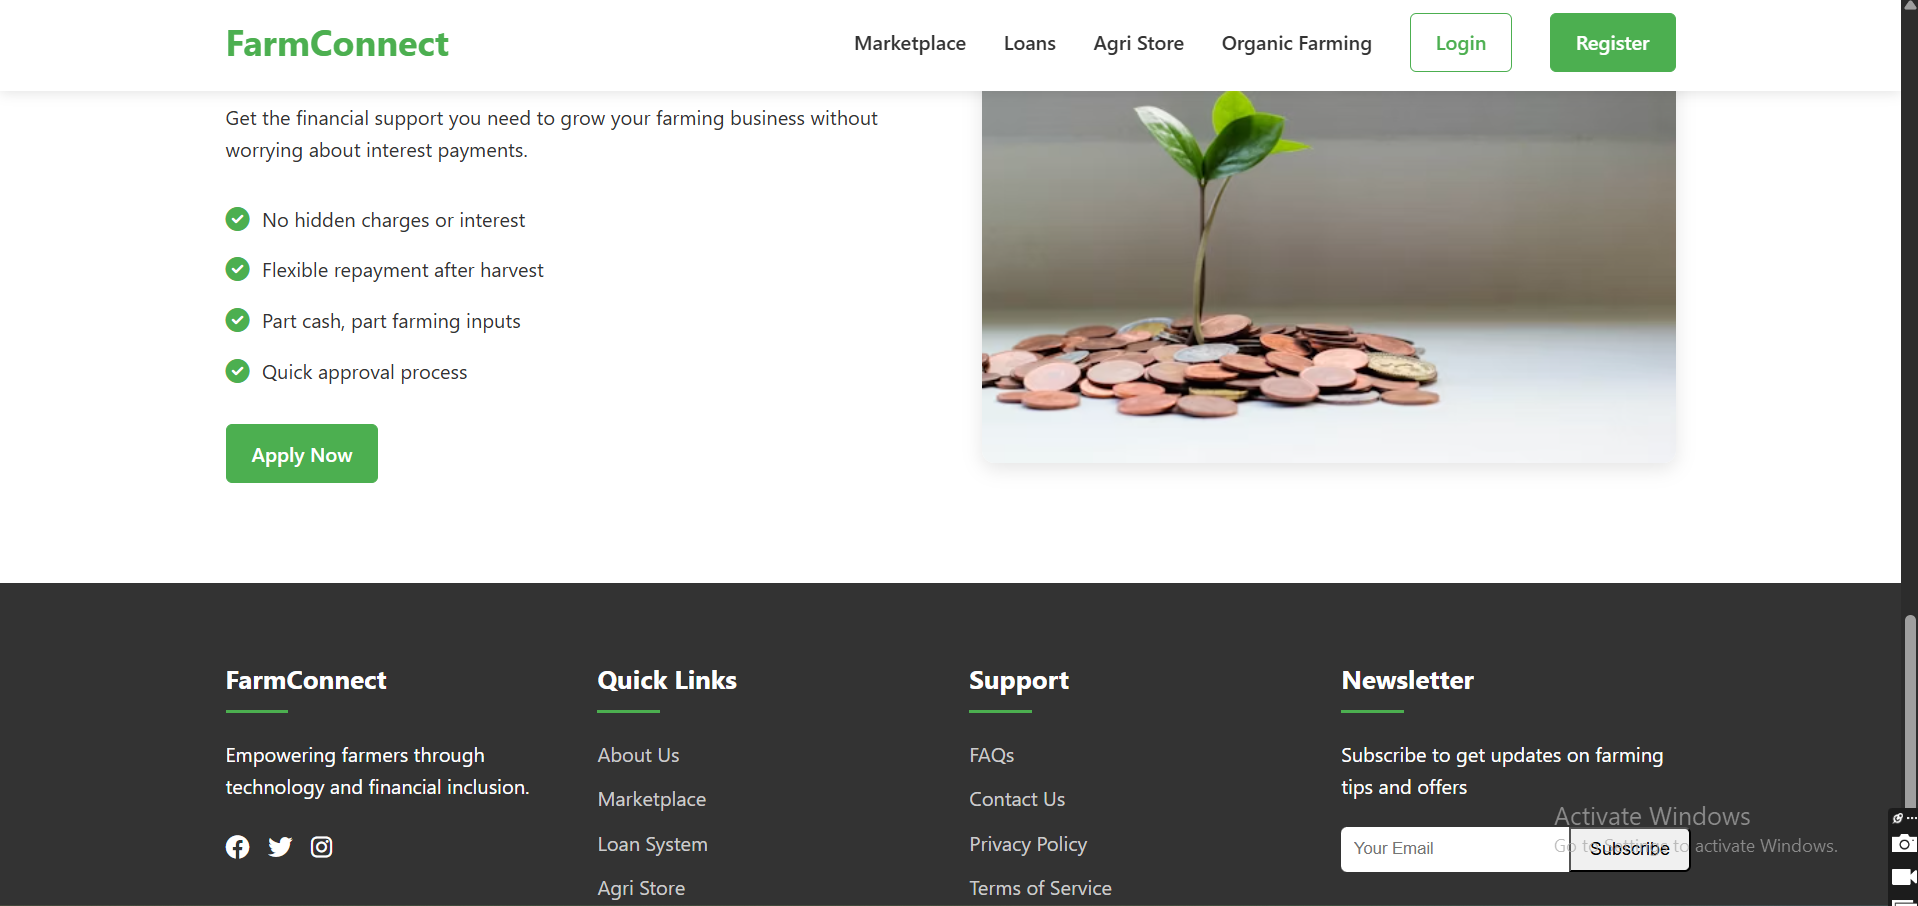 FarmConnect
Marketplace
Loans
Agri Store
Organic Farming
Login
Register
Get the financial support you need to grow your farming business without
worrying about interest payments.
No hidden charges or interest
Flexible repayment after harvest
Part cash, part farming inputs
Quick approval process
Apply Now
FarmConnect
Empowering farmers through
technology and financial inclusion.
Quick Links
About Us
Marketplace
Loan System
Agri Store
Support
FAQs
Contact Us
Privacy Policy
Terms of Service
Newsletter
Subscribe to get updates on farming
tips and offers
Your Email
Subscribe
Activate Windows
Go to Settings to activate Windows.